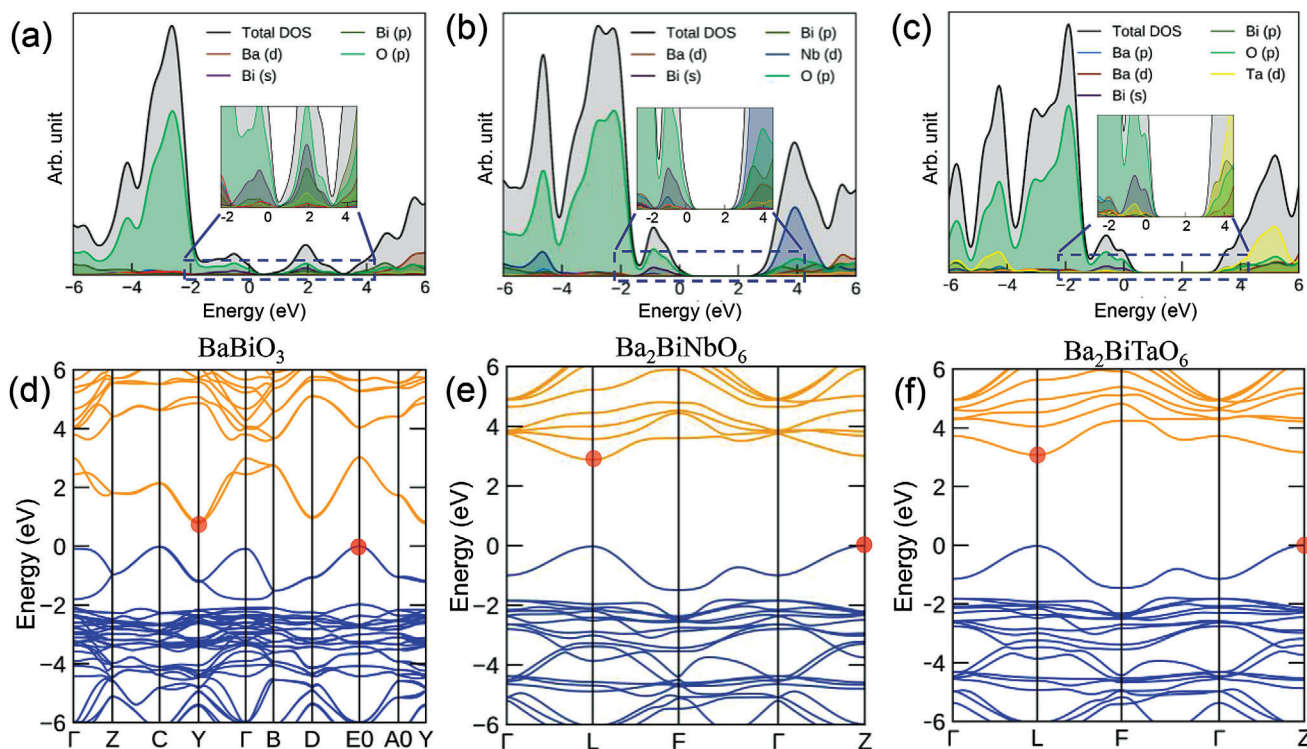 (a)
Total DOS
Ba (d)
Bi (s)
Bi (p)
O (p)
Arb. unit
-2 0 2 4
-6 -4 -2 0 2 4 6
Energy (eV)
(b)
Total DOS
Ba (d)
Bi (s)
Bi (p)
Nb (d)
O (p)
Arb. unit
-2 0 2 4
-6 -4 -2 0 2 4 6
Energy (eV)
(c)
Total DOS
Ba (p)
Ba (d)
Bi (s)
Bi (p)
O (p)
Ta (d)
Arb. unit
-2 0 2 4
-6 -4 -2 0 2 4 6
Energy (eV)
BaBiO3
(d)
Energy (eV)
6
4
2
0
-2
-4
-6
Γ Z C Y Γ B D E0 A0 Y
Ba2BiNbO6
(e)
Energy (eV)
6
4
2
0
-2
-4
-6
Γ L F Γ Z
Ba2BiTaO6
(f)
Energy (eV)
6
4
2
0
-2
-4
-6
Γ L F Γ Z